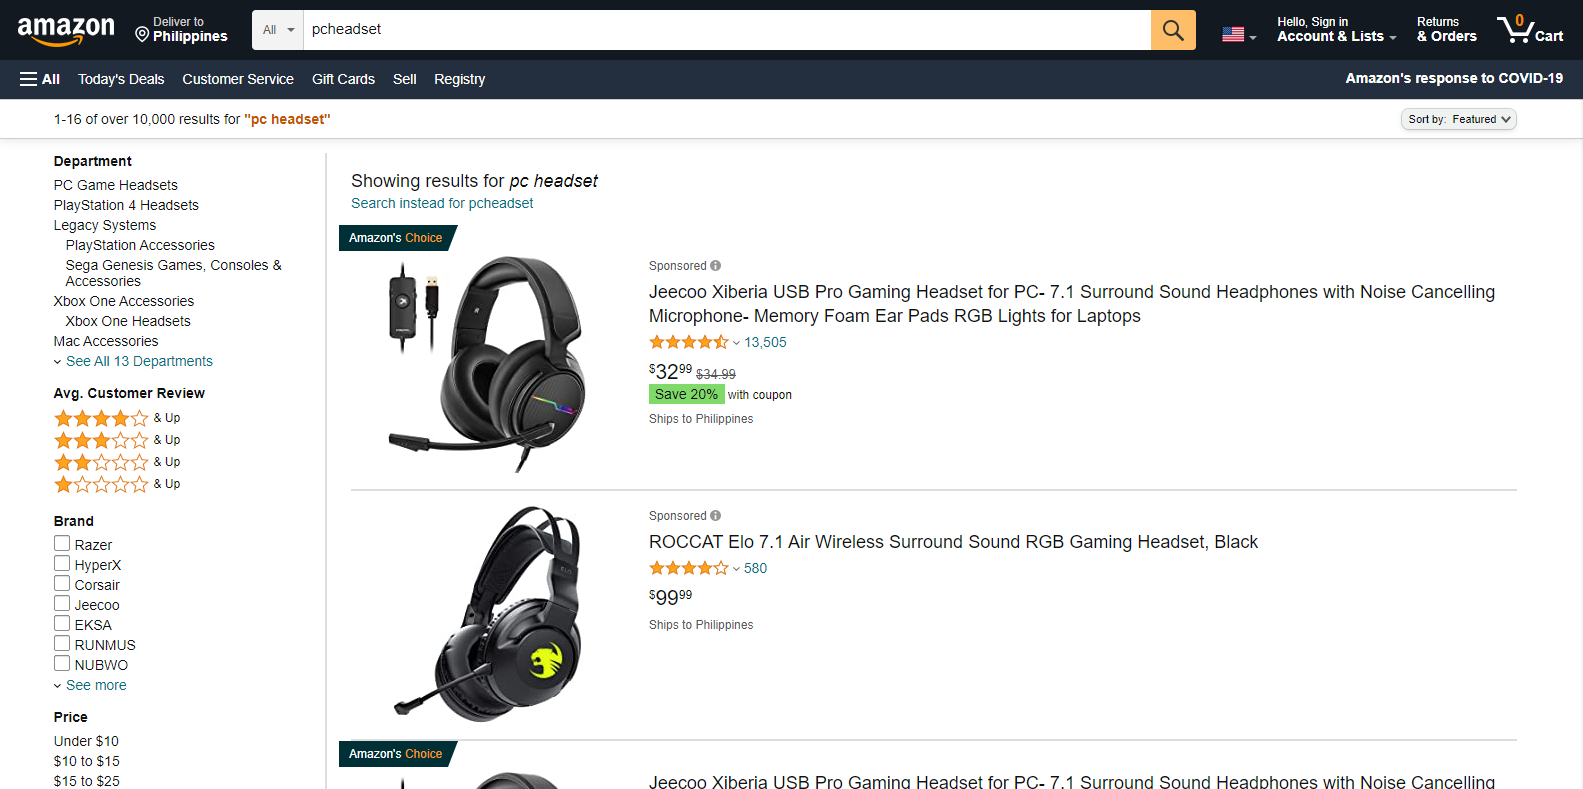 amazon
Deliver to
Philippines
All
pcheadset
Hello, Sign in
Account & Lists
Returns
& Orders
0
Cart
All
Today's Deals
Customer Service
Gift Cards
Sell
Registry
Amazon's response to COVID-19
1-16 of over 10,000 results for "pc headset"
Sort by: Featured
Department
PC Game Headsets
PlayStation 4 Headsets
Legacy Systems
PlayStation Accessories
Sega Genesis Games, Consoles &
Accessories
Xbox One Accessories
Xbox One Headsets
Mac Accessories
See All 13 Departments
Avg. Customer Review
& Up
& Up
& Up
& Up
Brand
Razer
HyperX
Corsair
Jeecoo
EKSA
RUNMUS
NUBWO
See more
Price
Under $10
$10 to $15
$15 to $25
Showing results for pc headset
Search instead for pcheadset
Amazon's Choice
R
Sponsored
Jeecoo Xiberia USB Pro Gaming Headset for PC- 7.1 Surround Sound Headphones with Noise Cancelling
Microphone- Memory Foam Ear Pads RGB Lights for Laptops
13,505
$3299 $34.99
Save 20% with coupon
Ships to Philippines
ELO
Sponsored
ROCCAT Elo 7.1 Air Wireless Surround Sound RGB Gaming Headset, Black
580
$9999
Ships to Philippines
Amazon's Choice
Jeecoo Xiberia USB Pro Gaming Headset for PC- 7.1 Surround Sound Headphones with Noise Cancelling